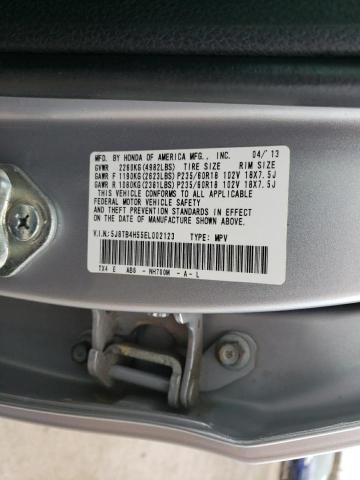 MFD. BY HONDA OF AMERICA MFG., INC. 04/13
GVWR 2260KG(4982LBS) TIRE SIZE RIM SIZE
GAWR F 1190KG(2623LBS)P235/60R18 102V 18X7.5J
GAWR R 1080KG(2381LBS)P235/60R18 102V 18X7.5J
THIS VEHICLE CONFORMS TO ALL APPLICABLE
FEDERAL MOTOR VEHICLE SAFETY
AND THEFT PREVENTION STANDARDS IN EFFECT
ON THE DATE OF MANUFACTURE SHOWN ABOVE.
V.I.N.:5J8TB4H55EL002123 TYPE: MPV
TX4 E AB6 - NH700M - A - L